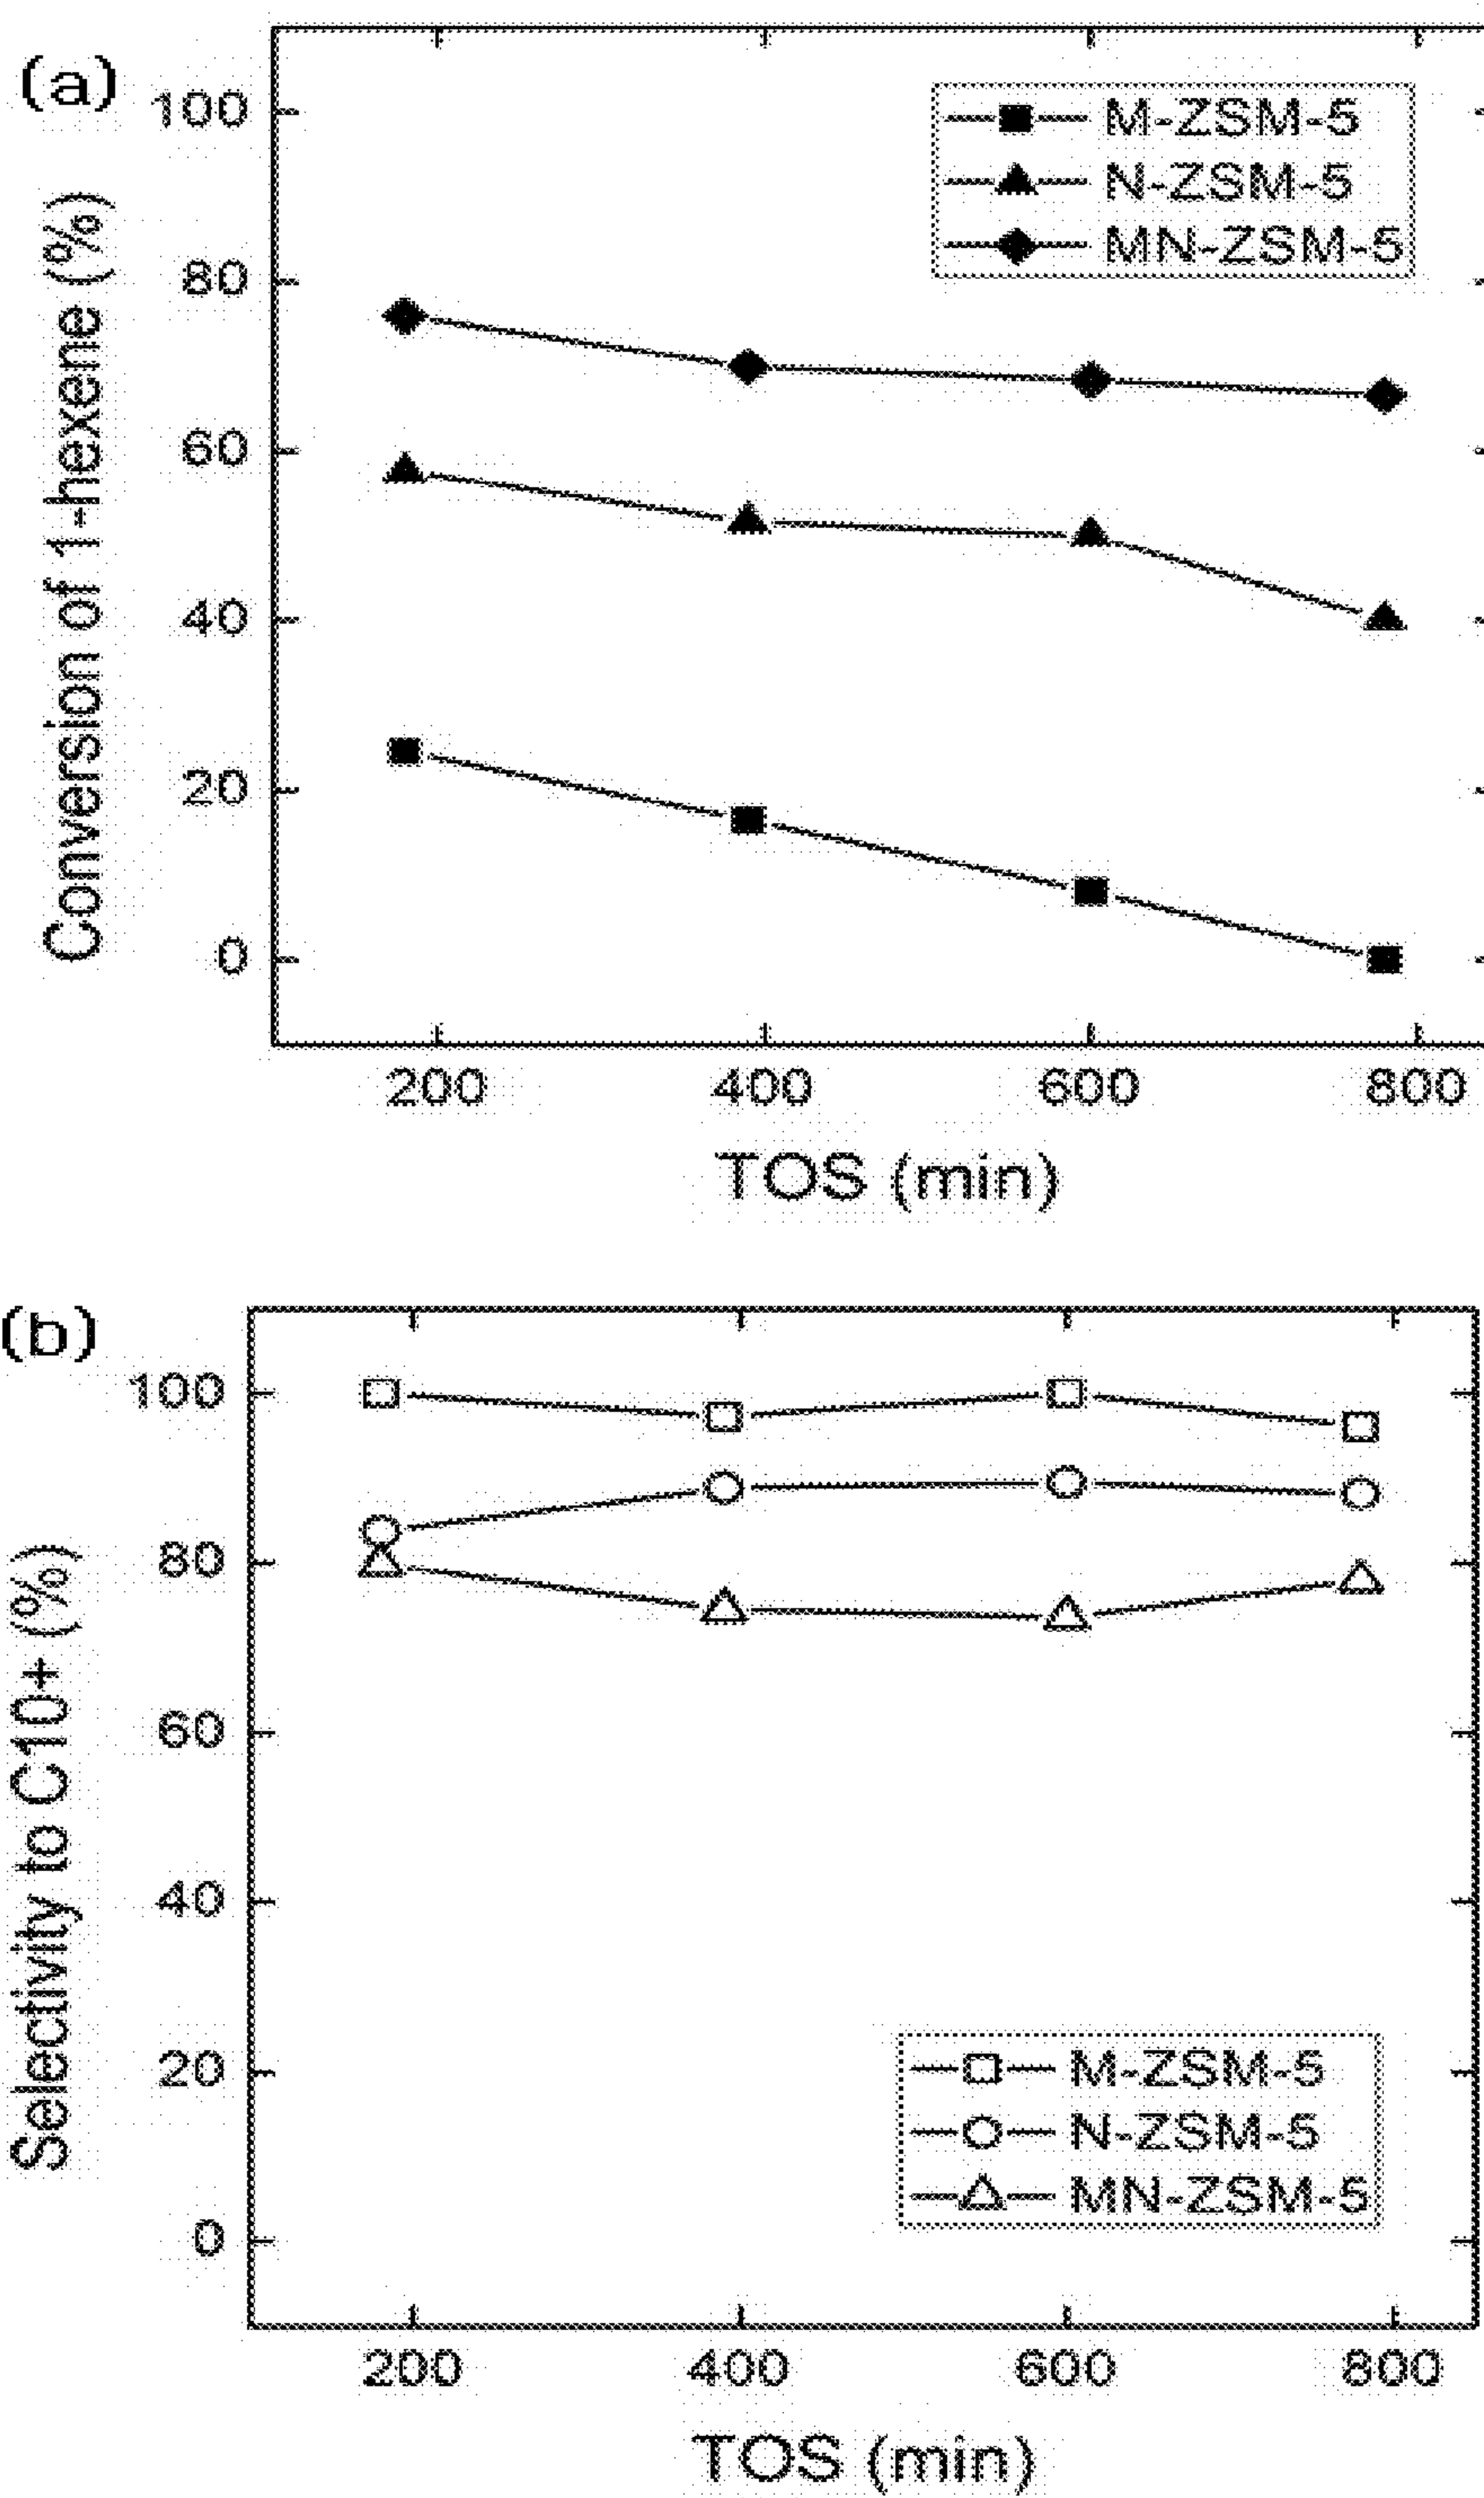 (a)
100
80
60
40
20
0
Conversion of 1-hexene (%)
M-ZSM-5
N-ZSM-5
MN-ZSM-5
200 400 600 800
TOS (min)
(b)
100
80
60
40
20
0
Selectivity to C10+ (%)
M-ZSM-5
N-ZSM-5
MN-ZSM-5
200 400 600 800
TOS (min)